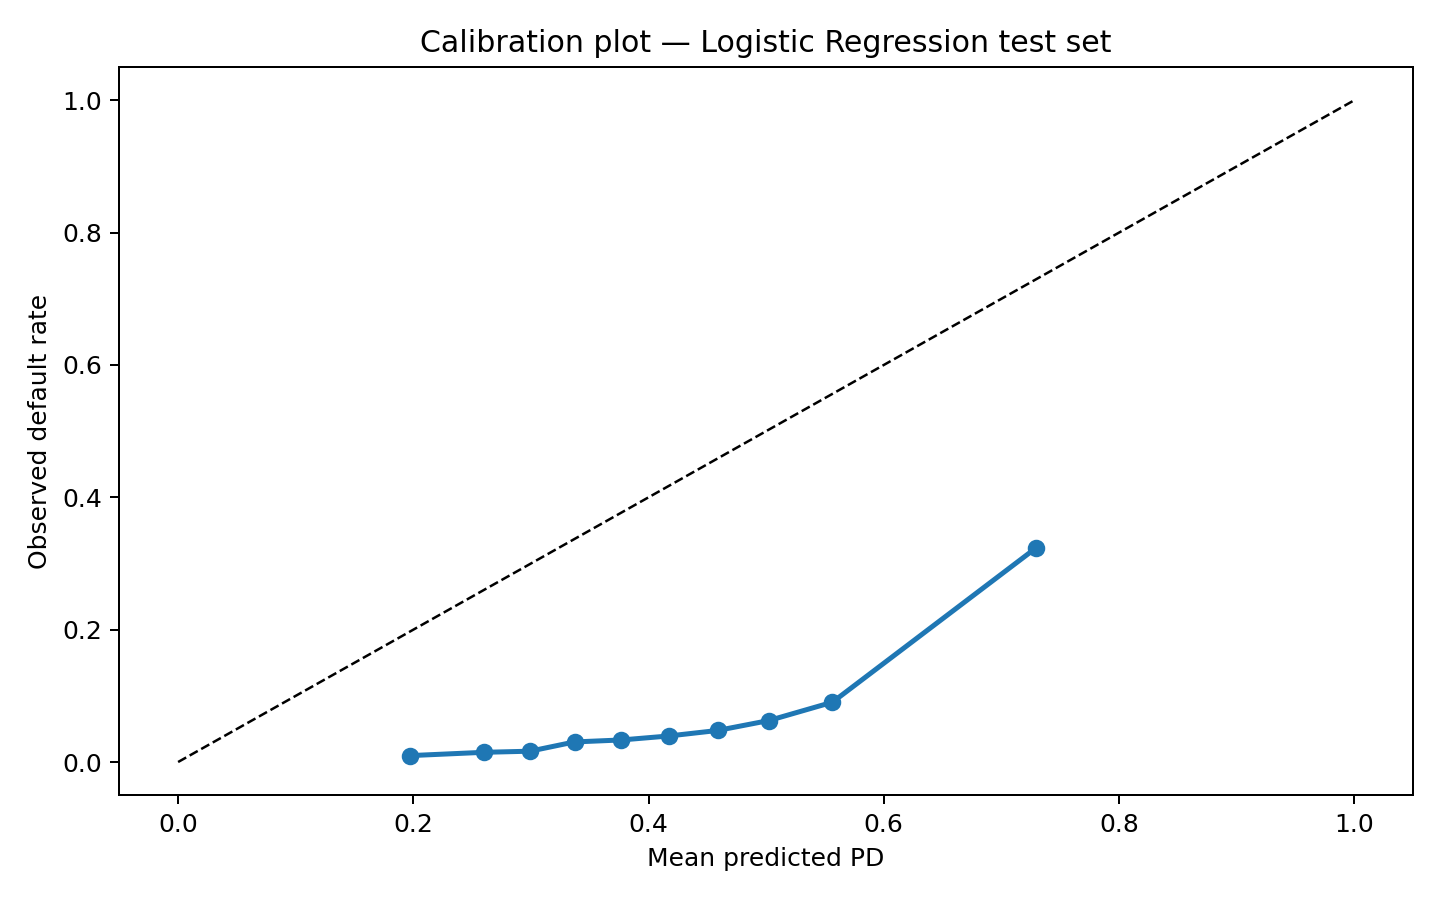 Calibration plot — Logistic Regression test set
1.0
0.8
0.6
0.4
0.2
0.0
Observed default rate
0.0 0.2 0.4 0.6 0.8 1.0
Mean predicted PD